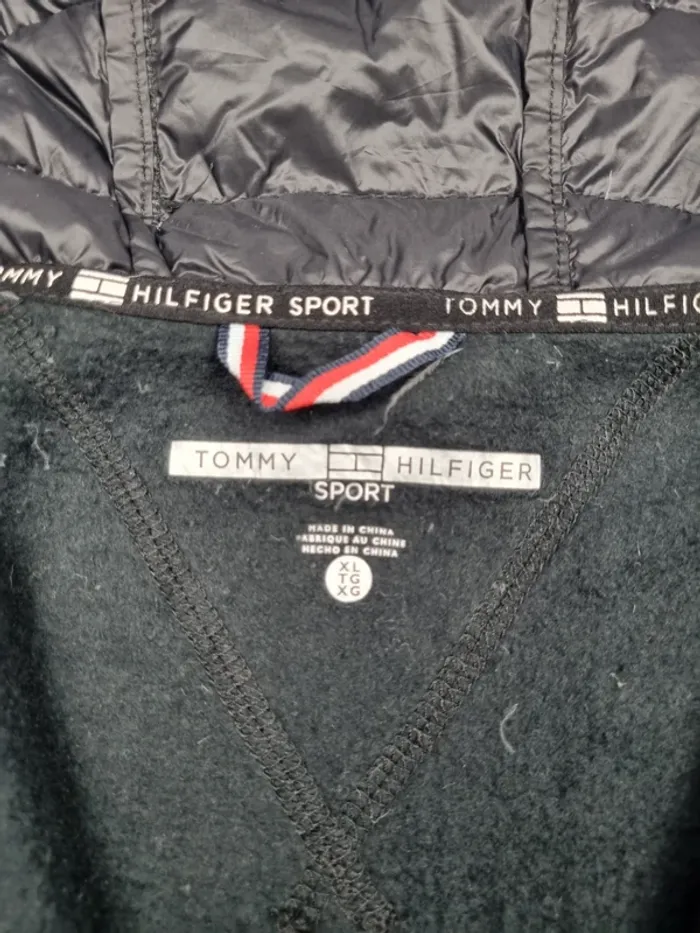 MMY HILFIGER SPORT TOMMY HILFIG
TOMMY HILFIGER
SPORT
MADE IN CHINA
FABRIQUE AU CHINE
HECHO EN CHINA
XL
TG
XG